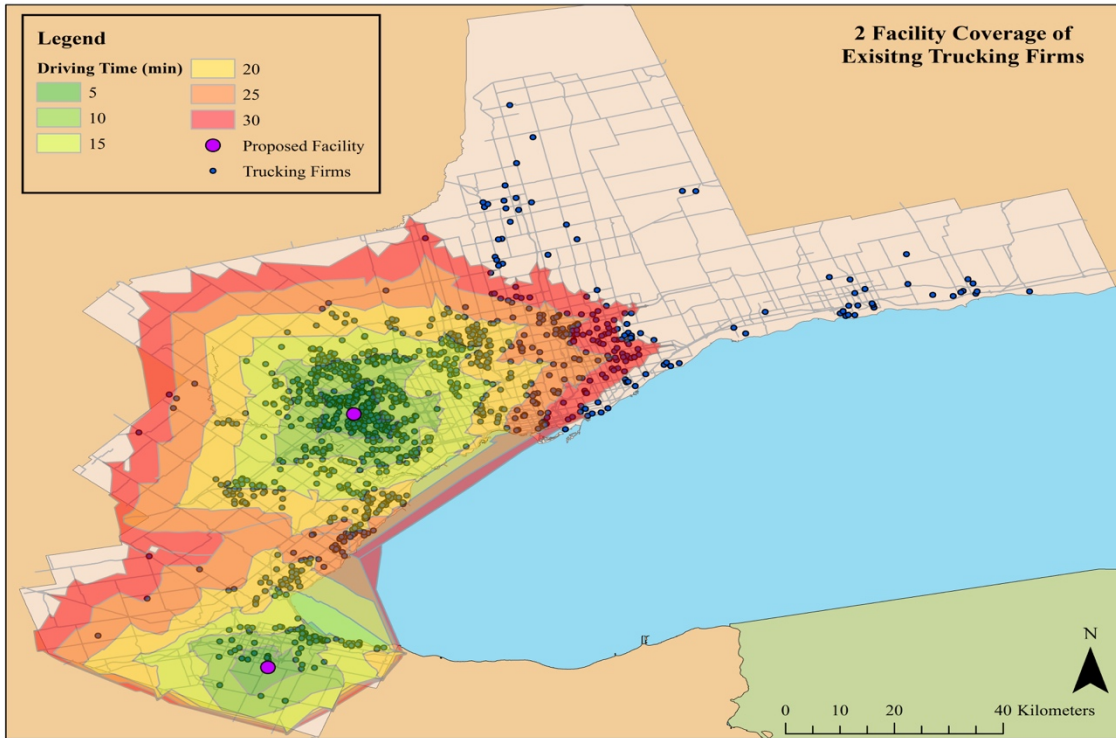 2 Facility Coverage of
Exisitng Trucking Firms
Legend
Driving Time (min)
5
10
15
20
25
30
Proposed Facility
Trucking Firms
N
0 10 20 40 Kilometers